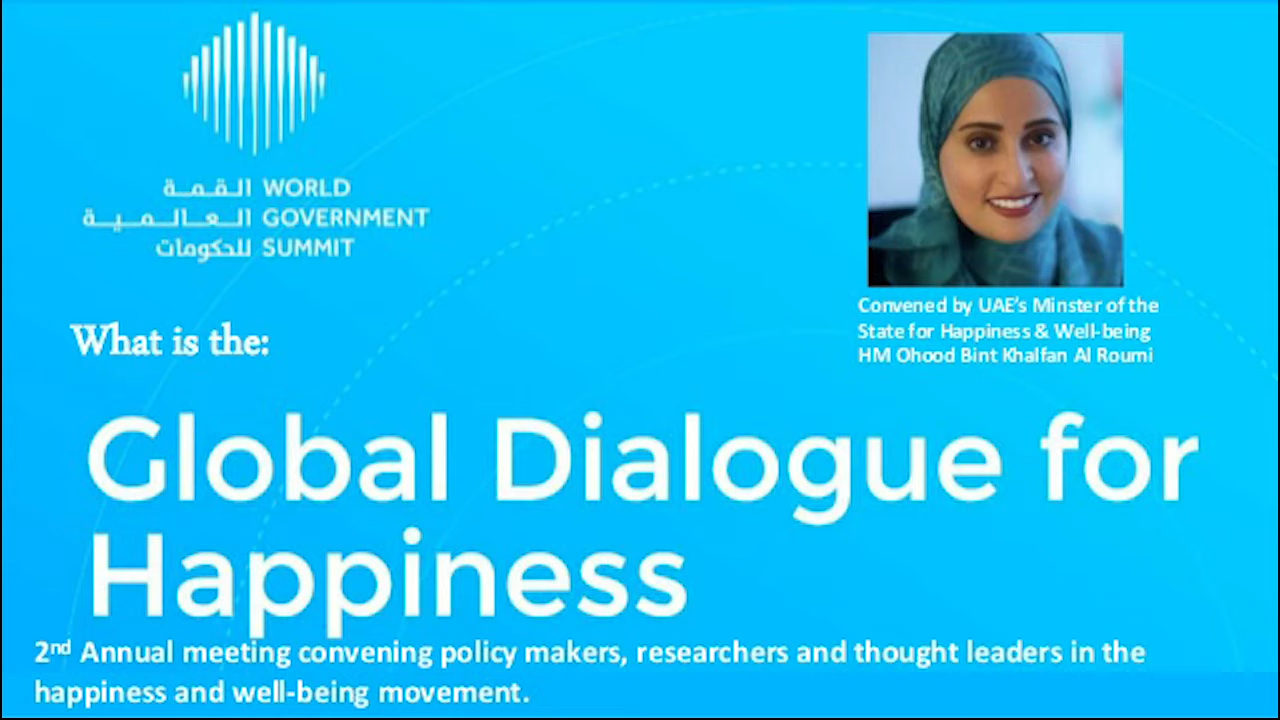 القمة WORLD
العالمية GOVERNMENT
للحكومات SUMMIT
Convened by UAE's Minster of the
State for Happiness & Well-being
HM Ohood Bint Khalfan Al Roumi
What is the:
Global Dialogue for
Happiness
2nd Annual meeting convening policy makers, researchers and thought leaders in the
happiness and well-being movement.